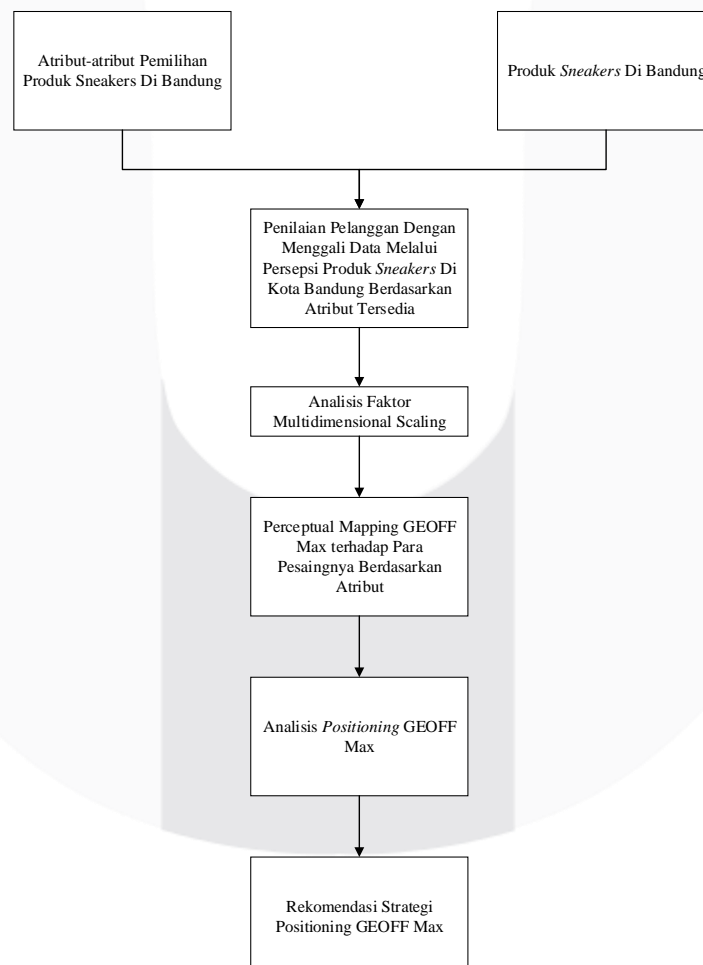 Atribut-atribut Pemilihan
Produk Sneakers Di Bandung
Produk Sneakers Di Bandung
Penilaian Pelanggan Dengan
Menggali Data Melalui
Persepsi Produk Sneakers Di
Kota Bandung Berdasarkan
Atribut Tersedia
Analisis Faktor
Multidimensional Scaling
Perceptual Mapping GEOFF
Max terhadap Para
Pesaingnya Berdasarkan
Atribut
Analisis Positioning GEOFF
Max
Rekomendasi Strategi
Positioning GEOFF Max